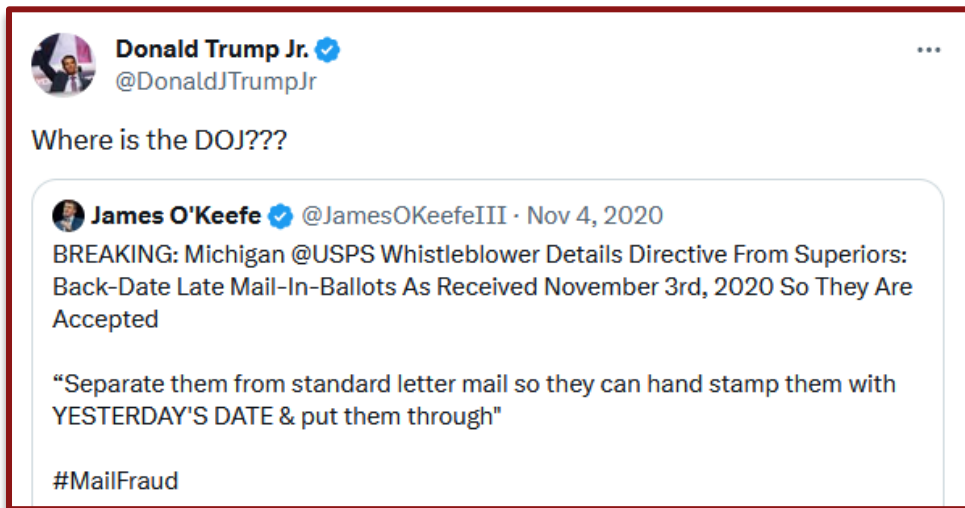 Donald Trump Jr.
@DonaldJTrumpJr
Where is the DOJ???
James O'Keefe @JamesOKeefeIII · Nov 4, 2020
BREAKING: Michigan @USPS Whistleblower Details Directive From Superiors:
Back-Date Late Mail-In-Ballots As Received November 3rd, 2020 So They Are
Accepted
“Separate them from standard letter mail so they can hand stamp them with
YESTERDAY'S DATE & put them through"
#MailFraud